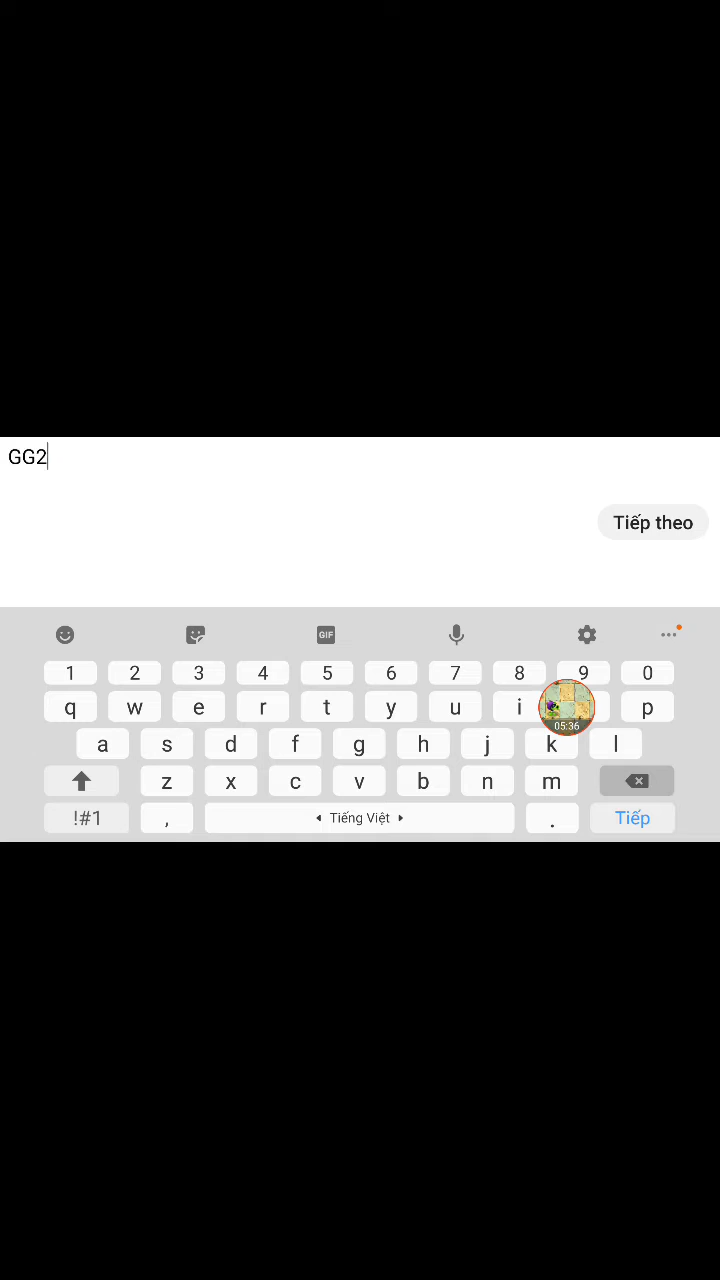 GG2
Tiếp theo
GIF
1 2 3 4 5 6 7 8 9 0
q w e r t y u i p
05:36
a s d f g h j k l
z x c v b n m
!#1 , Tiếng Việt . Tiếp